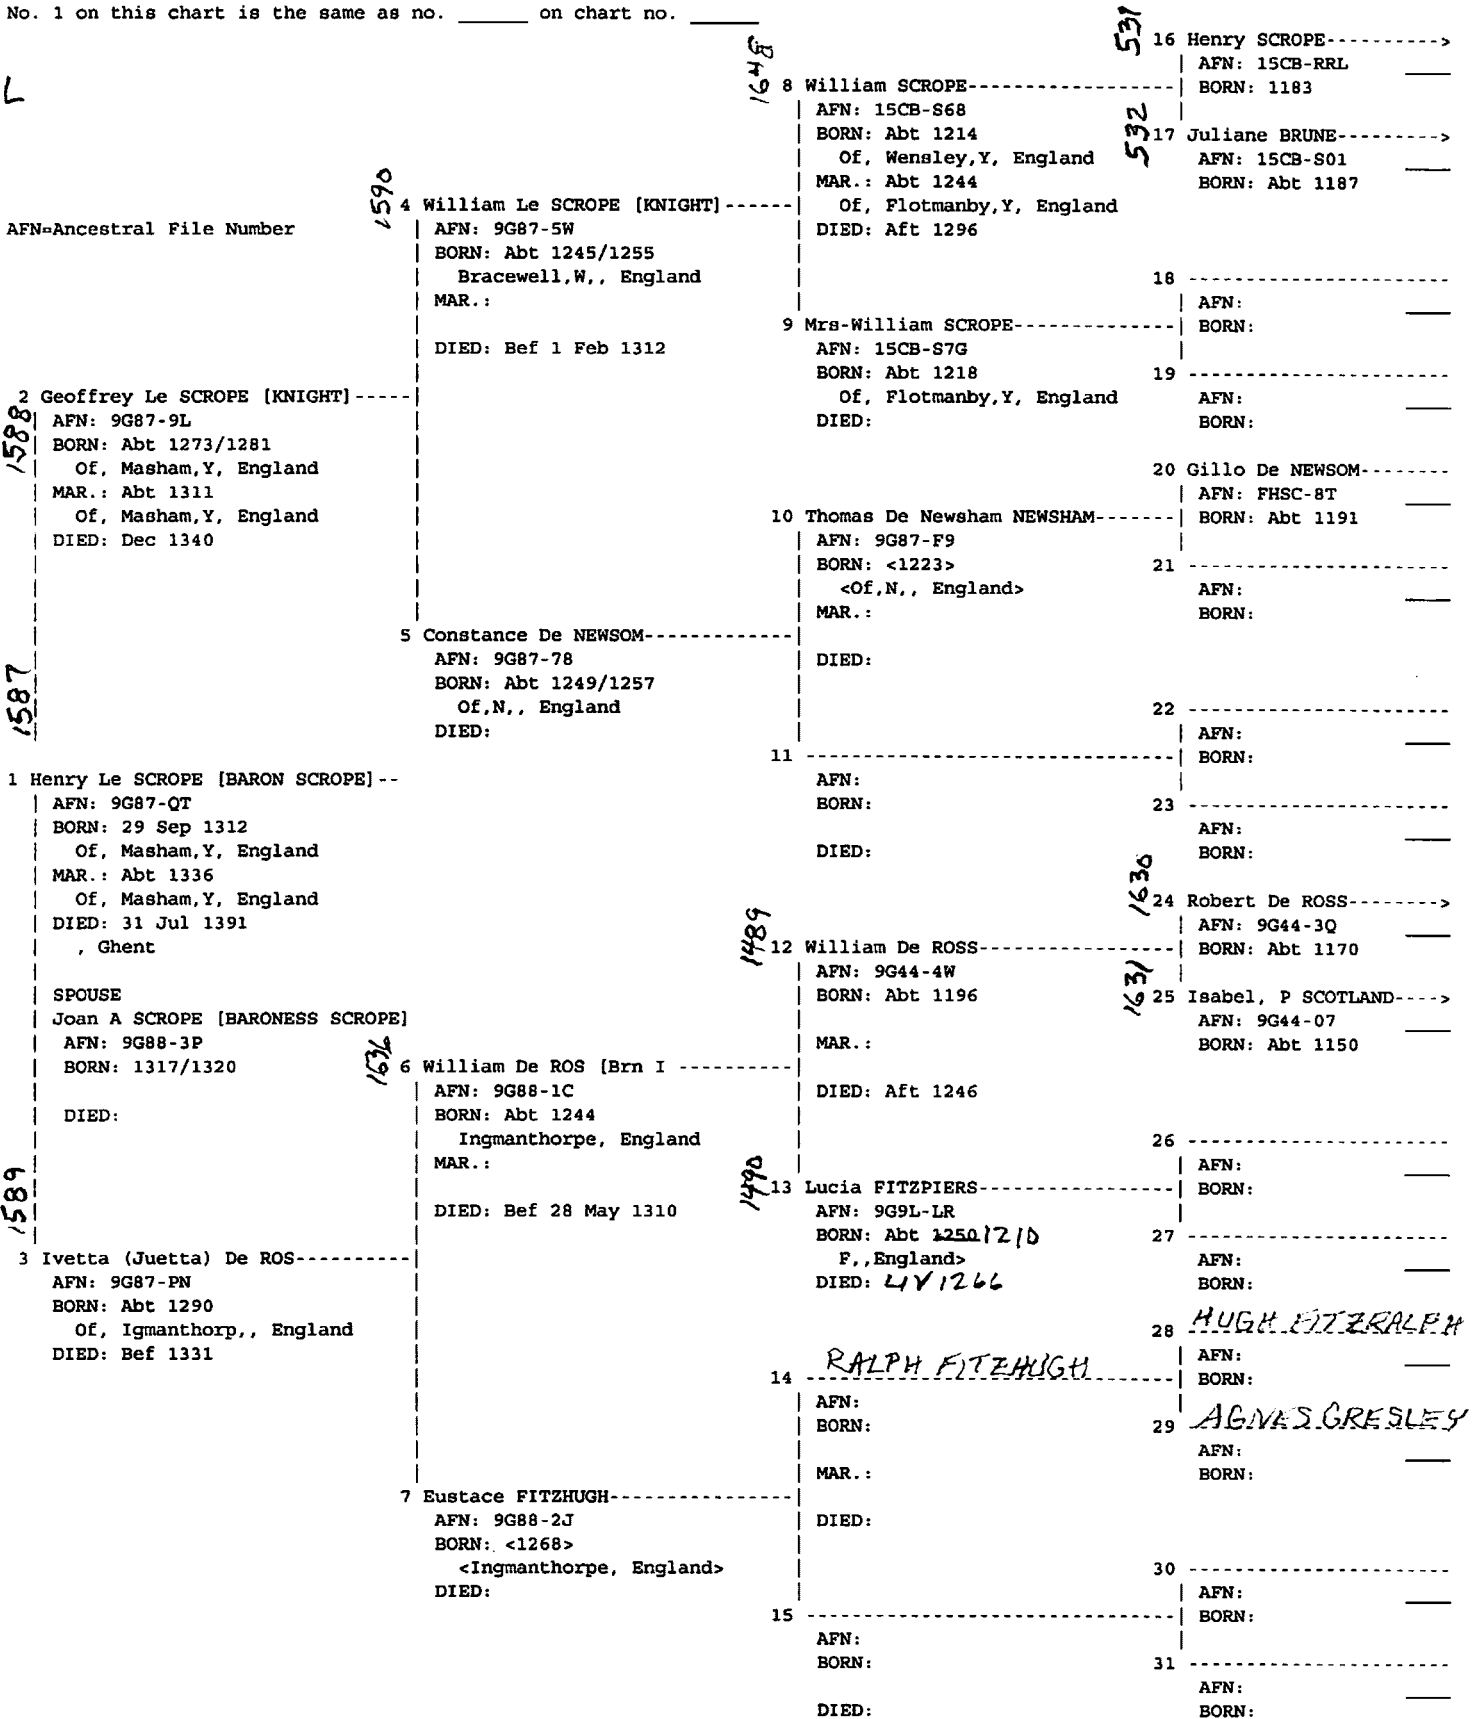 No. 1 on this chart is the same as no. ______ on chart no. ______
AFN=Ancestral File Number
531
16 Henry SCROPE---------->
AFN: 15CB-RRL
BORN: 1183
1648
8 William SCROPE-----------------
AFN: 15CB-S68
BORN: Abt 1214
Of, Wensley,Y, England
MAR.: Abt 1244
Of, Flotmanby,Y, England
DIED: Aft 1296
532
17 Juliane BRUNE--------->
AFN: 15CB-S01
BORN: Abt 1187
1590
4 William Le SCROPE [KNIGHT]------
AFN: 9G87-5W
BORN: Abt 1245/1255
Bracewell,W,, England
MAR.:
DIED: Bef 1 Feb 1312
18 ----------------------
AFN:
BORN:
9 Mrs-William SCROPE-------------
AFN: 15CB-S7G
BORN: Abt 1218
Of, Flotmanby,Y, England
DIED:
19 ----------------------
AFN:
BORN:
1588
2 Geoffrey Le SCROPE [KNIGHT]-----
AFN: 9G87-9L
BORN: Abt 1273/1281
Of, Masham,Y, England
MAR.: Abt 1311
Of, Masham,Y, England
DIED: Dec 1340
20 Gillo De NEWSOM--------
AFN: FHSC-8T
BORN: Abt 1191
10 Thomas De Newsham NEWSHAM-------
AFN: 9G87-F9
BORN: <1223>
<Of,N,, England>
MAR.:
DIED:
21 ----------------------
AFN:
BORN:
5 Constance De NEWSOM-------------
AFN: 9G87-78
BORN: Abt 1249/1257
Of,N,, England
DIED:
22 ----------------------
AFN:
BORN:
11 -------------------------------
AFN:
BORN:
DIED:
23 ----------------------
AFN:
BORN:
1587
1 Henry Le SCROPE [BARON SCROPE]--
AFN: 9G87-QT
BORN: 29 Sep 1312
Of, Masham,Y, England
MAR.: Abt 1336
Of, Masham,Y, England
DIED: 31 Jul 1391
, Ghent
SPOUSE
Joan A SCROPE [BARONESS SCROPE]
AFN: 9G88-3P
BORN: 1317/1320
DIED:
1630
24 Robert De ROSS-------->
AFN: 9G44-3Q
BORN: Abt 1170
1489
12 William De ROSS----------------
AFN: 9G44-4W
BORN: Abt 1196
MAR.:
DIED: Aft 1246
1631
25 Isabel, P SCOTLAND---->
AFN: 9G44-07
BORN: Abt 1150
1636
6 William De ROS [Brn I ----------
AFN: 9G88-1C
BORN: Abt 1244
Ingmanthorpe, England
MAR.:
DIED: Bef 28 May 1310
26 ----------------------
AFN:
BORN:
1490
13 Lucia FITZPIERS----------------
AFN: 9G9L-LR
BORN: Abt 1250 1210
F,,England>
DIED: LIV 1266
27 ----------------------
AFN:
BORN:
1589
3 Ivetta (Juetta) De ROS----------
AFN: 9G87-PN
BORN: Abt 1290
Of, Igmanthorp,, England
DIED: Bef 1331
28 HUGH FITZRALPH
AFN:
BORN:
14 RALPH FITZHUGH
AFN:
BORN:
MAR.:
DIED:
29 AGNES GRESLEY
AFN:
BORN:
7 Eustace FITZHUGH----------------
AFN: 9G88-2J
BORN: <1268>
<Ingmanthorpe, England>
DIED:
30 ----------------------
AFN:
BORN:
15 -------------------------------
AFN:
BORN:
DIED:
31 ----------------------
AFN:
BORN: